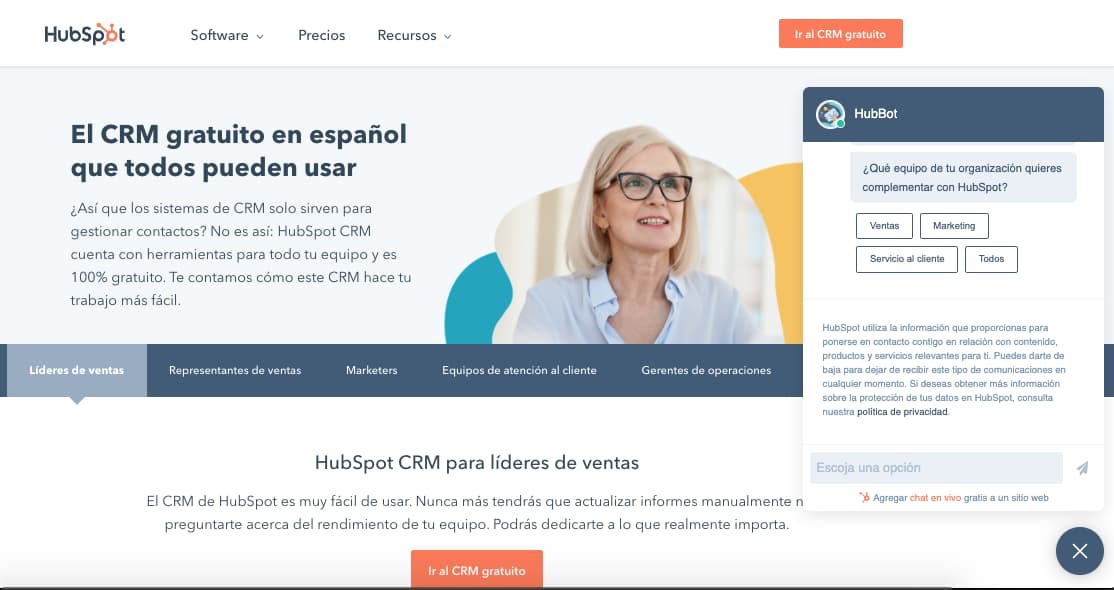 HubSpot
Software
Precios
Recursos
Ir al CRM gratuito
El CRM gratuito en español
que todos pueden usar
¿Así que los sistemas de CRM solo sirven para
gestionar contactos? No es así: HubSpot CRM
cuenta con herramientas para todo tu equipo y es
100% gratuito. Te contamos cómo este CRM hace tu
trabajo más fácil.
Líderes de ventas
Representantes de ventas
Marketers
Equipos de atención al cliente
Gerentes de operaciones
HubSpot CRM para líderes de ventas
El CRM de HubSpot es muy fácil de usar. Nunca más tendrás que actualizar informes manualmente n
preguntarte acerca del rendimiento de tu equipo. Podrás dedicarte a lo que realmente importa.
Ir al CRM gratuito
HubBot
¿Qué equipo de tu organización quieres
complementar con HubSpot?
Ventas
Marketing
Servicio al cliente
Todos
HubSpot utiliza la información que proporcionas para
ponerse en contacto contigo en relación con contenido,
productos y servicios relevantes para ti. Puedes darte de
baja para dejar de recibir este tipo de comunicaciones en
cualquier momento. Si deseas obtener más información
sobre la protección de tus datos en HubSpot, consulta
nuestra política de privacidad.
Escoja una opción
Agregar chat en vivo gratis a un sitio web